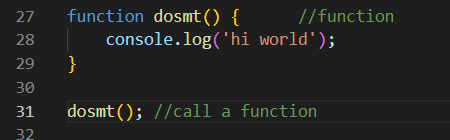 27 function dosmt() {      //function
28     console.log('hi world');
29 }
30
31 dosmt(); //call a function
32